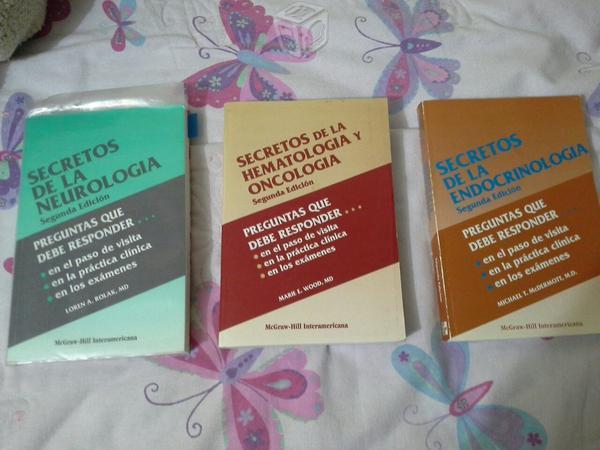 SECRETOS
DE LA
NEUROLOGIA
Segunda Edición
PREGUNTAS QUE
DEBE RESPONDER . . . .
en el paso de visita
en la práctica clínica
en los exámenes
LOREN A. ROLAK, MD
McGraw-Hill Interamericana
SECRETOS DE LA
HEMATOLOGIA Y
ONCOLOGIA
Segunda Edición
PREGUNTAS QUE
DEBE RESPONDER . . .
en el paso de visita
en la práctica clínica
en los exámenes
MARIE E. WOOD, MD
McGraw-Hill Interamericana
SECRETOS
DE LA
ENDOCRINOLOGIA
Segunda Edición
PREGUNTAS QUE
DEBE RESPONDER . . .
en el paso de visita
en la práctica clínica
en los exámenes
MICHAEL T. McDERMOTT, M.D.
McGraw-Hill Interamericana